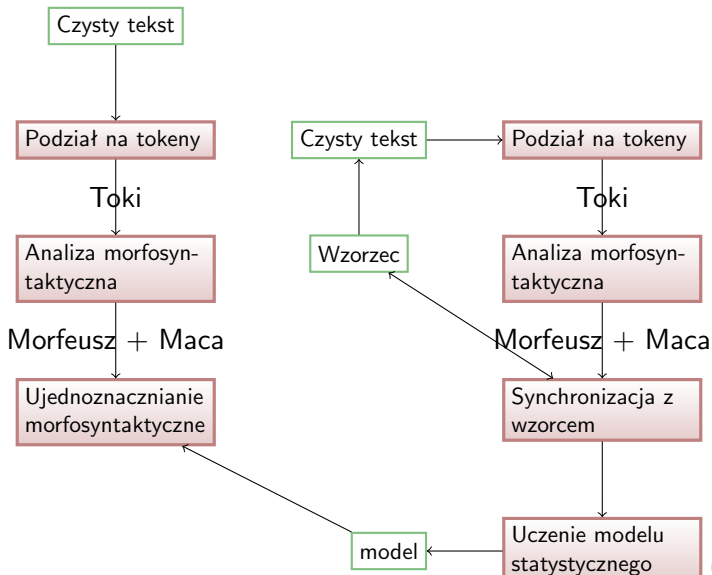 Czysty tekst
Podział na tokeny
Toki
Analiza morfosyn-
taktyczna
Morfeusz + Maca
Ujednoznacznianie
morfosyntaktyczne
Czysty tekst
Wzorzec
Podział na tokeny
Toki
Analiza morfosyn-
taktyczna
Morfeusz + Maca
Synchronizacja z
wzorcem
Uczenie modelu
statystycznego
model